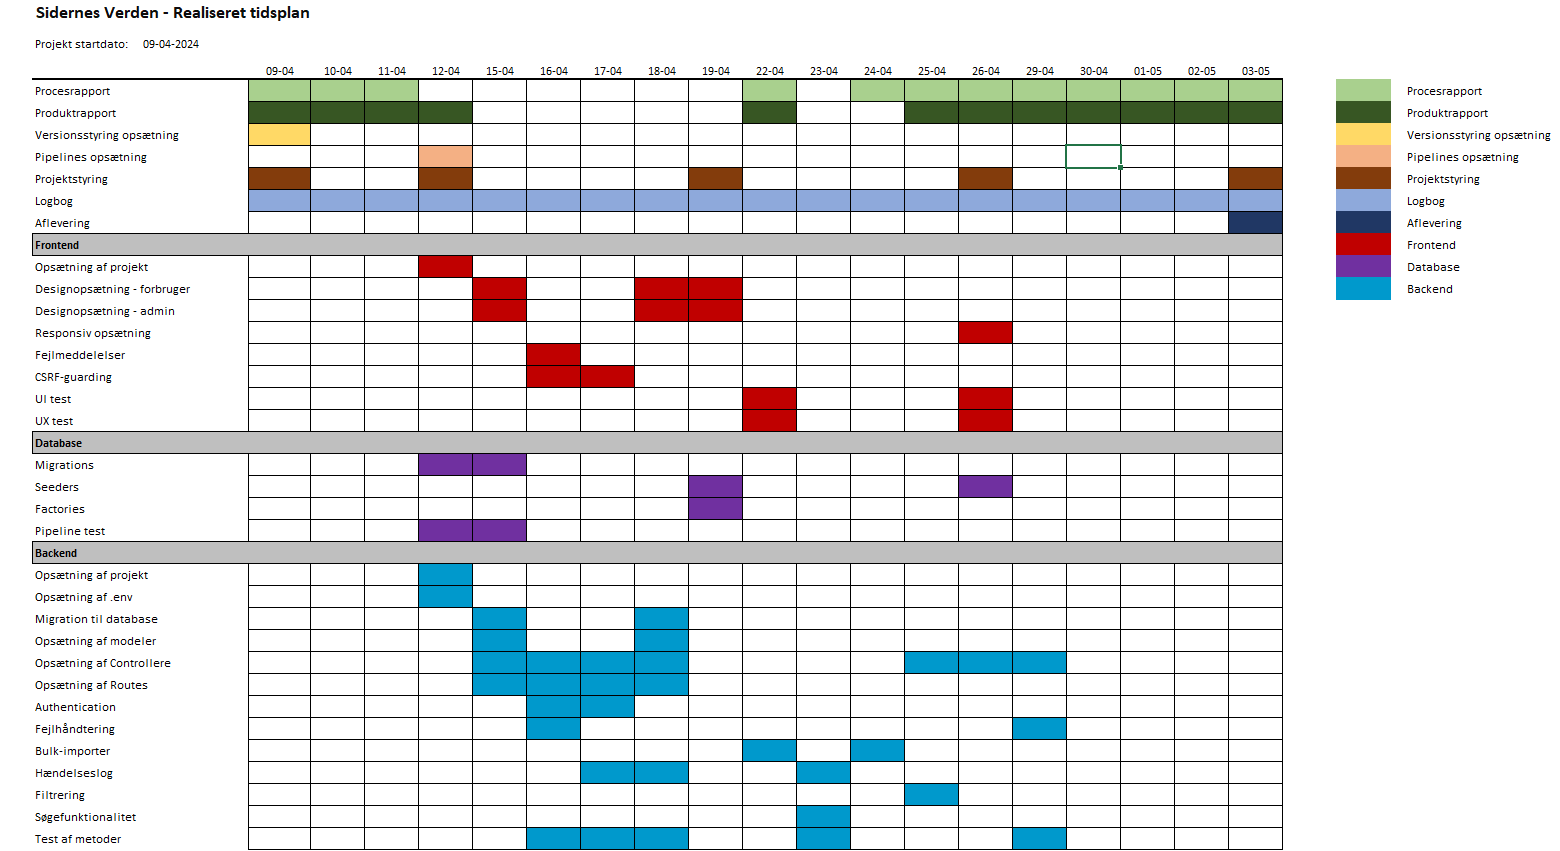 Sidernes Verden - Realiseret tidsplan
Projekt startdato: 09-04-2024
09-04 10-04 11-04 12-04 15-04 16-04 17-04 18-04 19-04 22-04 23-04 24-04 25-04 26-04 29-04 30-04 01-05 02-05 03-05
Procesrapport
Produktrapport
Versionsstyring opsætning
Pipelines opsætning
Projektstyring
Logbog
Aflevering
Frontend
Opsætning af projekt
Designopsætning - forbruger
Designopsætning - admin
Responsiv opsætning
Fejlmeddelelser
CSRF-guarding
UI test
UX test
Database
Migrations
Seeders
Factories
Pipeline test
Backend
Opsætning af projekt
Opsætning af .env
Migration til database
Opsætning af modeler
Opsætning af Controllere
Opsætning af Routes
Authentication
Fejlhåndtering
Bulk-importer
Hændelseslog
Filtrering
Søgefunktionalitet
Test af metoder
Procesrapport
Produktrapport
Versionsstyring opsætning
Pipelines opsætning
Projektstyring
Logbog
Aflevering
Frontend
Database
Backend